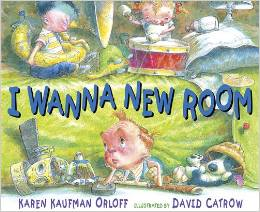 I WANNA NEW ROOM
KAREN KAUFMAN ORLOFF ILLUSTRATED BY DAVID CATROW